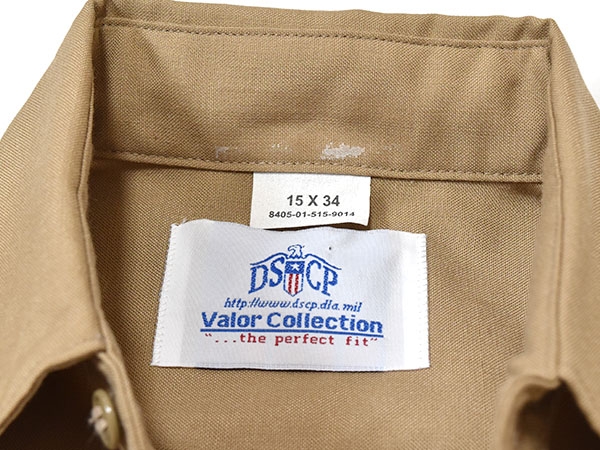 15 X 34
8405-01-515-9014
DSCP
http://www.dscp.dla.mil
Valor Collection
"...the perfect fit"